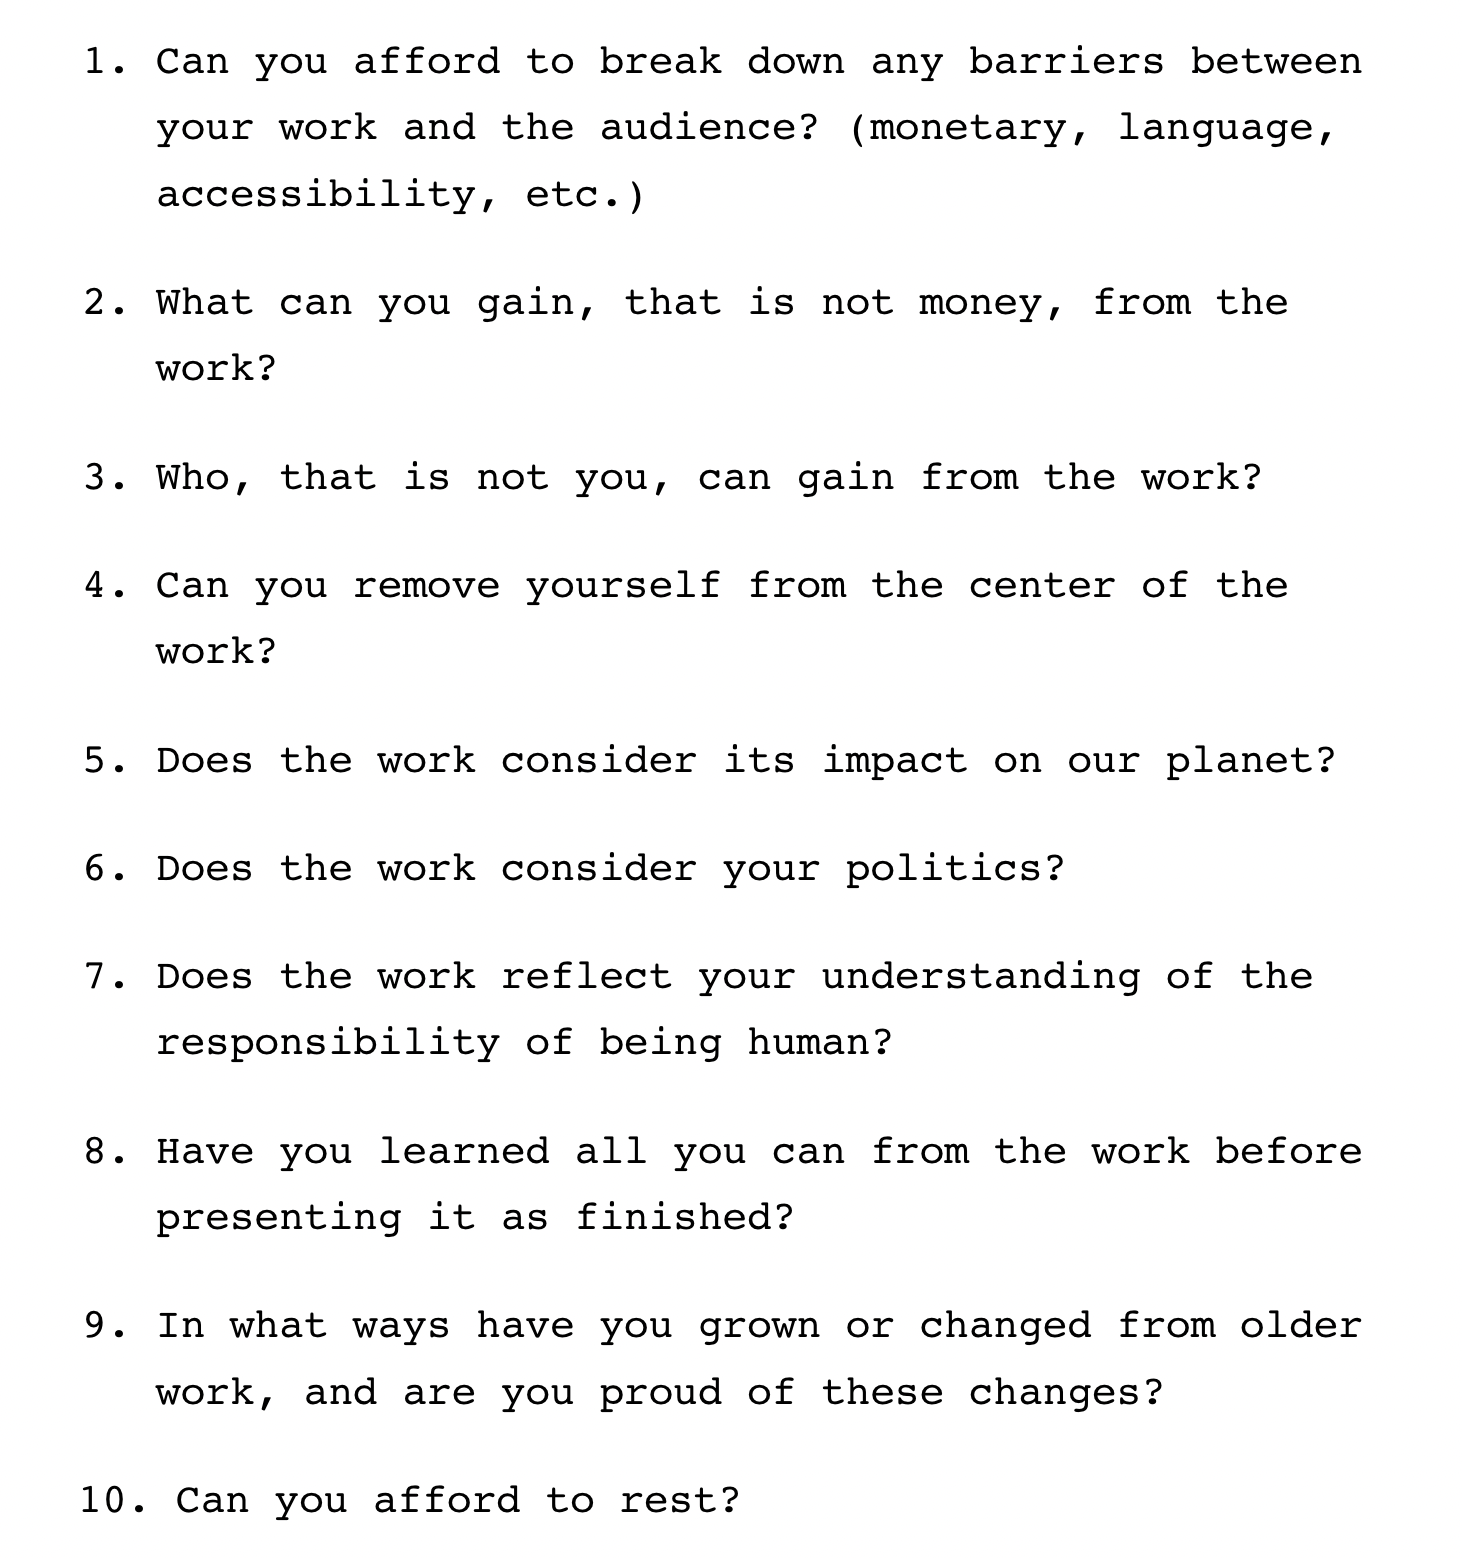 1. Can you afford to break down any barriers between
your work and the audience? (monetary, language,
accessibility, etc.)
2. What can you gain, that is not money, from the
work?
3. Who, that is not you, can gain from the work?
4. Can you remove yourself from the center of the
work?
5. Does the work consider its impact on our planet?
6. Does the work consider your politics?
7. Does the work reflect your understanding of the
responsibility of being human?
8. Have you learned all you can from the work before
presenting it as finished?
9. In what ways have you grown or changed from older
work, and are you proud of these changes?
10. Can you afford to rest?